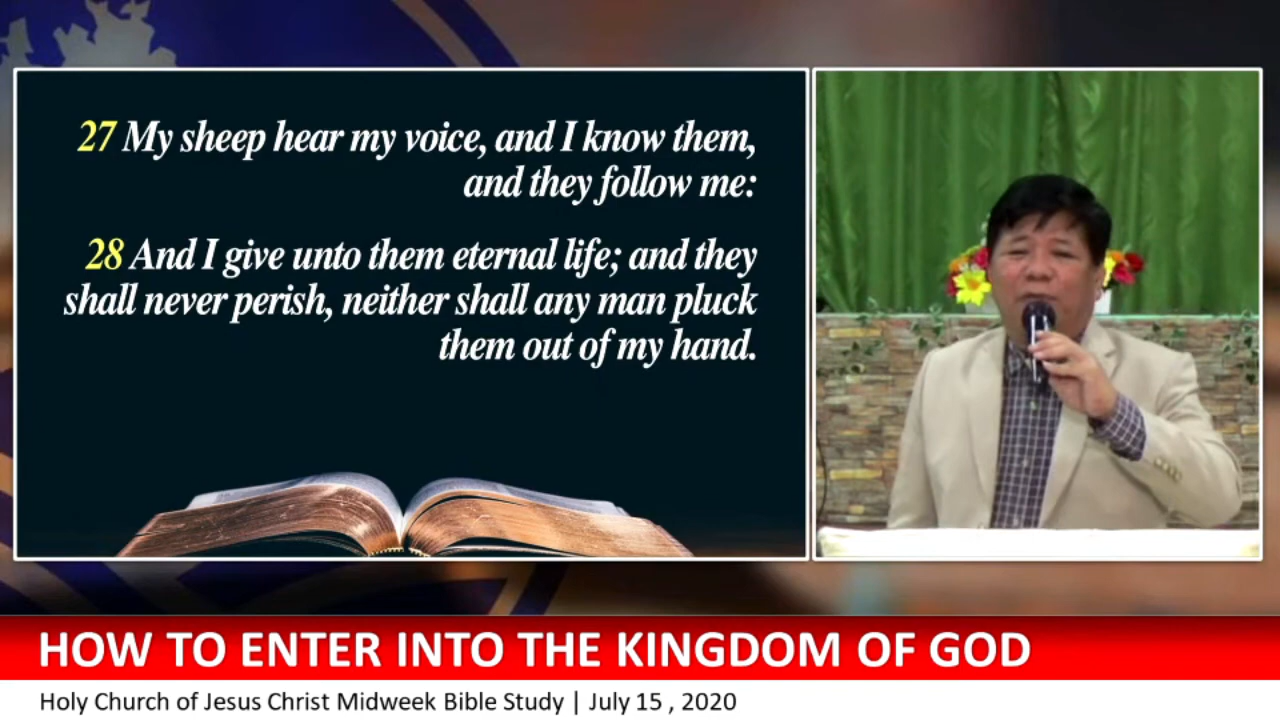 27 My sheep hear my voice, and I know them,
and they follow me:
28 And I give unto them eternal life; and they
shall never perish, neither shall any man pluck
them out of my hand.
HOW TO ENTER INTO THE KINGDOM OF GOD
Holy Church of Jesus Christ Midweek Bible Study | July 15 , 2020